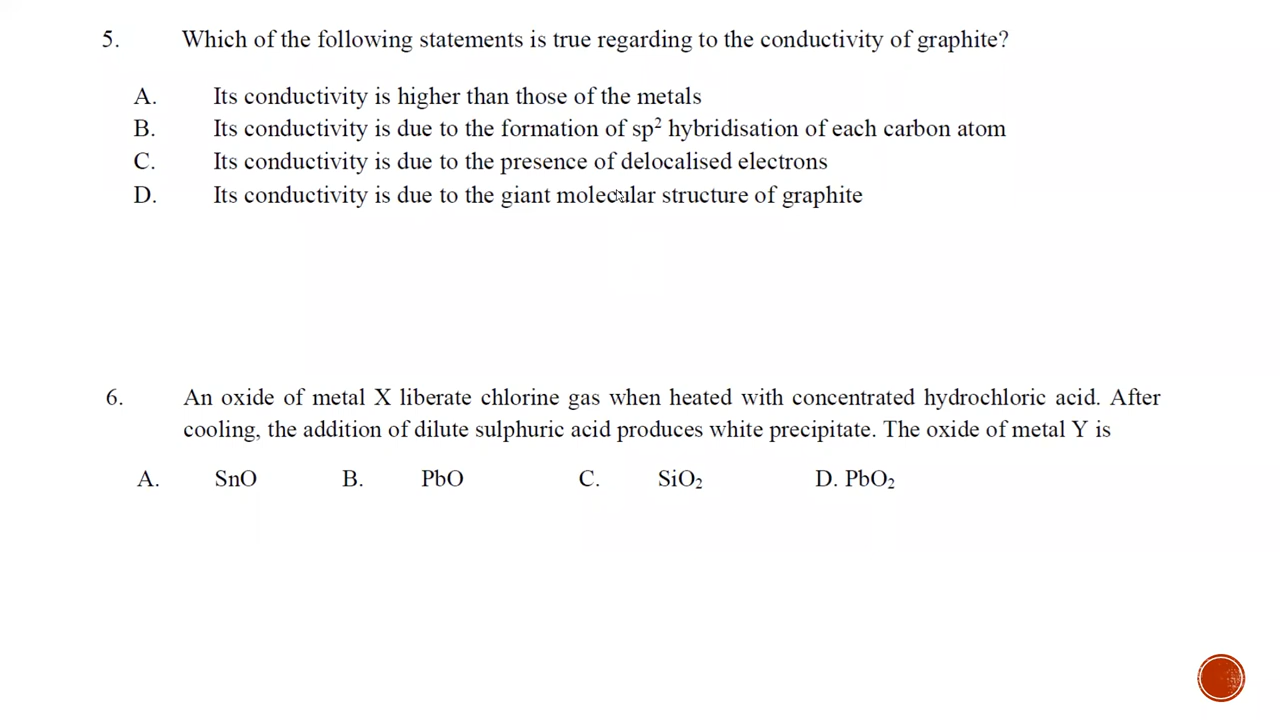 5. Which of the following statements is true regarding to the conductivity of graphite?
A. Its conductivity is higher than those of the metals
B. Its conductivity is due to the formation of sp² hybridisation of each carbon atom
C. Its conductivity is due to the presence of delocalised electrons
D. Its conductivity is due to the giant molecular structure of graphite
6. An oxide of metal X liberate chlorine gas when heated with concentrated hydrochloric acid. After
cooling, the addition of dilute sulphuric acid produces white precipitate. The oxide of metal Y is
A. SnO B. PbO C. SiO₂ D. PbO₂